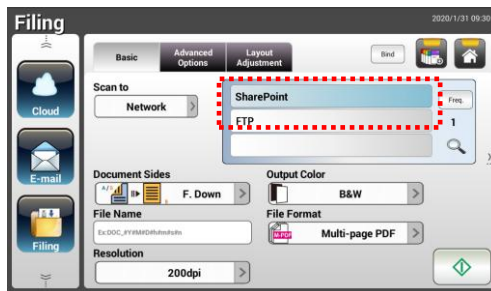 Filing
2020/1/31 09:30
Basic
Advanced
Options
Layout
Adjustment
Bind
Scan to
Network
SharePoint
FTP
Freq.
1
Cloud
E-mail
Filing
Document Sides
F. Down
Output Color
B&W
File Name
File Format
M-PDF
Multi-page PDF
Resolution
200dpi